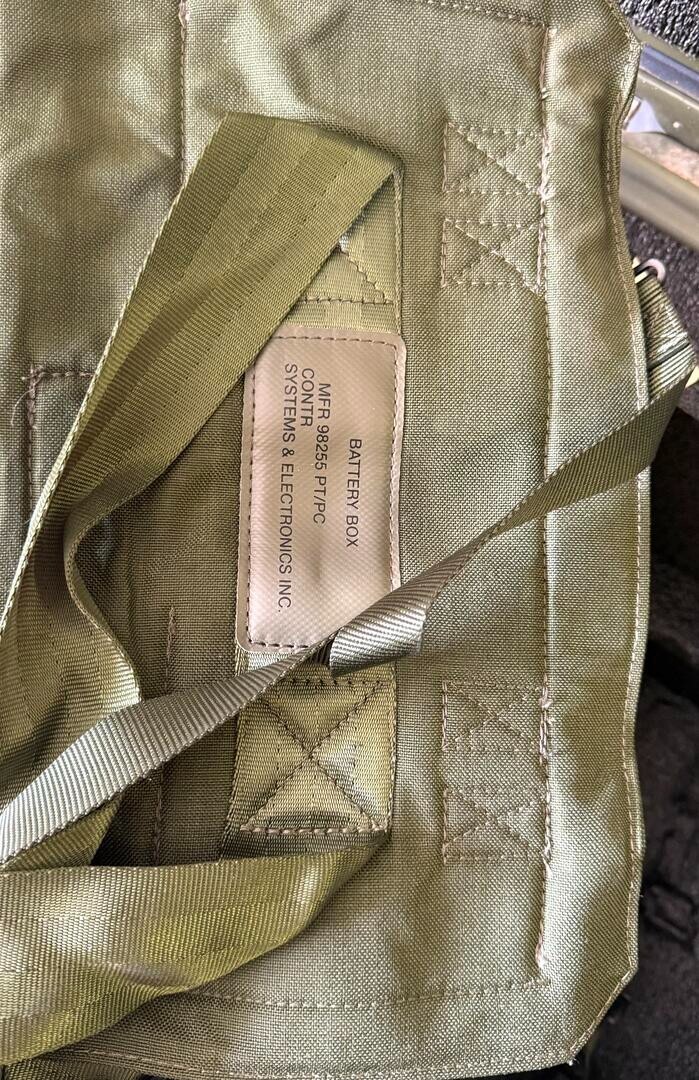 BATTERY BOX
MFR 98255 PT/PC
CONTR
SYSTEMS & ELECTRONICS INC.